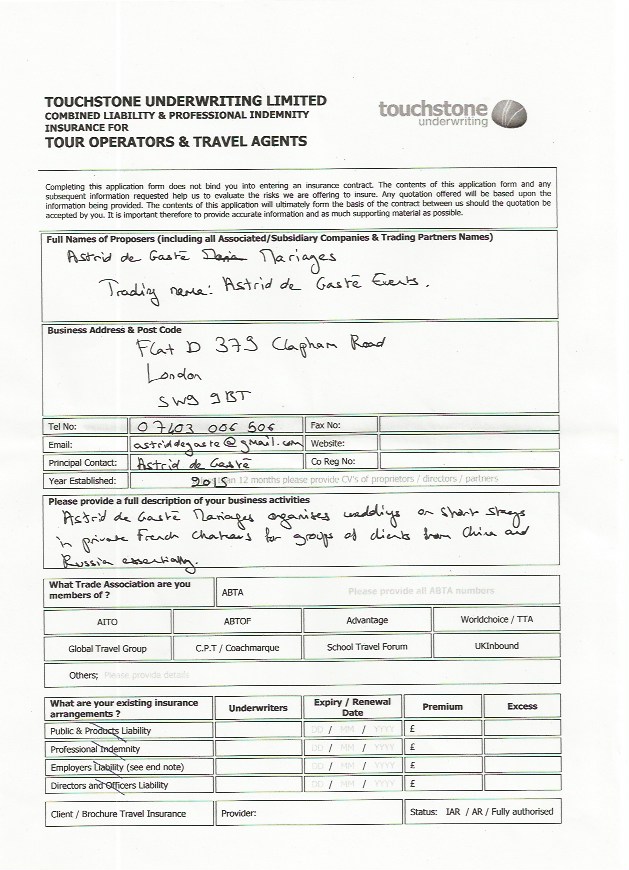 TOUCHSTONE UNDERWRITING LIMITED
COMBINED LIABILITY & PROFESSIONAL INDEMNITY
INSURANCE FOR
TOUR OPERATORS & TRAVEL AGENTS
touchstone
underwriting
Completing this application form does not bind you into entering an insurance contract. The contents of this application form and any
subsequent information requested help us to evaluate the risks we are offering to insure. Any quotation offered will be based upon the
information being provided. The contents of this application will ultimately form the basis of the contract between us should the quotation be
accepted by you. It is important therefore to provide accurate information and as much supporting material as possible.
Full Names of Proposers (including all Associated/Subsidiary Companies & Trading Partners Names)
Astrid de Gastē Mariages
Trading name: Astrid de Gastē Events.
Business Address & Post Code
Flat D 379 Clapham Road
London
SW9 9BT
Tel No: 07403 006 506 Fax No:
Email: astriddegaste@gmail.com Website:
Principal Contact: Astrid de Gastē Co Reg No:
Year Established: 2015 than 12 months please provide CV's of proprietors / directors / partners
Please provide a full description of your business activities
Astrid de Gastē Mariages organises weddings or short stays
in private French chateaux for groups of clients from China and
Russia essentially.
What Trade Association are you
members of ?
ABTA Please provide all ABTA numbers
AITO ABTOF Advantage Worldchoice / TTA
Global Travel Group C.P.T / Coachmarque School Travel Forum UKInbound
Others; Please provide details
What are your existing insurance
arrangements ?
Underwriters Expiry / Renewal
Date
Premium Excess
Public & Products Liability DD / MM / YYYY £
Professional Indemnity DD / MM / YYYY £
Employers Liability (see end note) DD / MM / YYYY £
Directors and Officers Liability DD / MM / YYYY £
Client / Brochure Travel Insurance Provider: Status: IAR / AR / Fully authorised